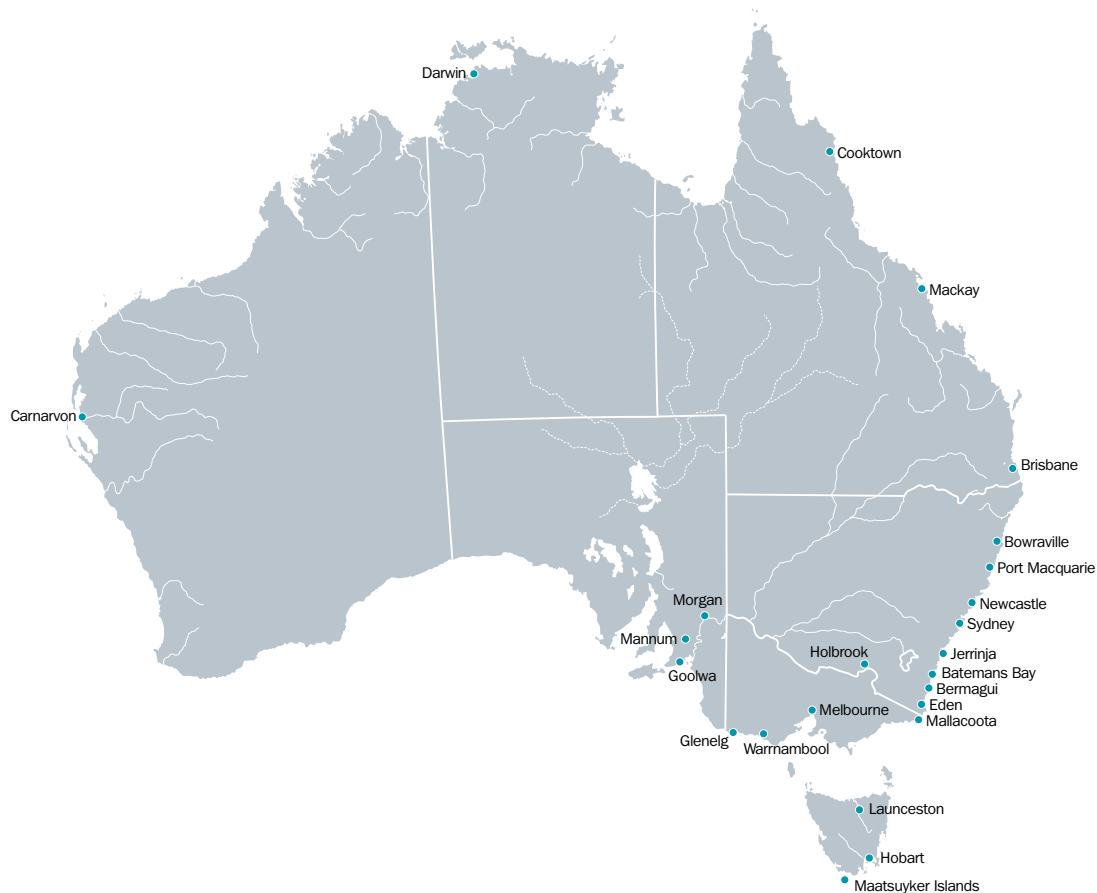 Darwin
Cooktown
Mackay
Carnarvon
Brisbane
Bowraville
Port Macquarie
Morgan
Newcastle
Sydney
Mannum
Holbrook
Jerrinja
Goolwa
Batemans Bay
Bermagui
Eden
Melbourne
Mallacoota
Glenelg
Warrnambool
Launceston
Hobart
Maatsuyker Islands